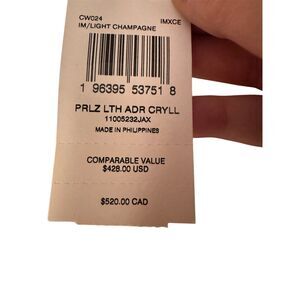 CW024 IMXCE
IM/LIGHT CHAMPAGNE
1 96395 53751 8
PRLZ LTH ADR CRYLL
11005232JAX
MADE IN PHILIPPINES
COMPARABLE VALUE
$428.00 USD
$520.00 CAD